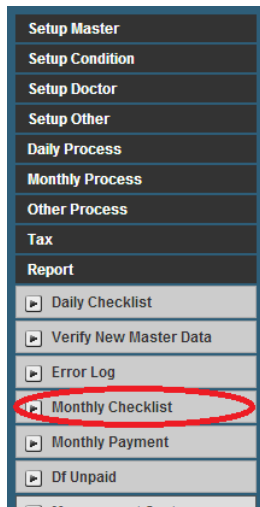 Setup Master
Setup Condition
Setup Doctor
Setup Other
Daily Process
Monthly Process
Other Process
Tax
Report
Daily Checklist
Verify New Master Data
Error Log
Monthly Checklist
Monthly Payment
Df Unpaid